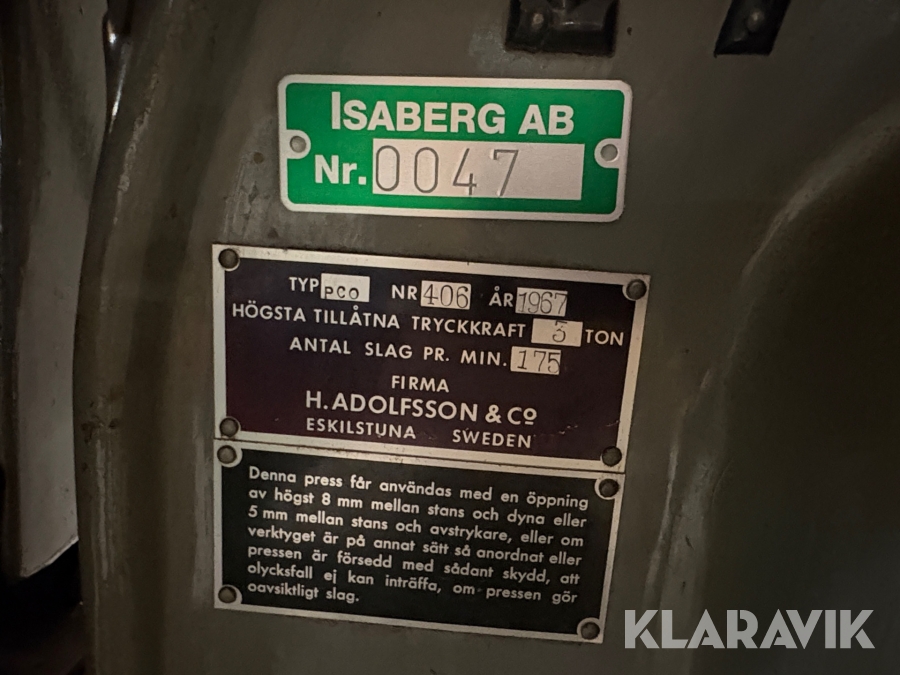 ISABERG AB
Nr. 0047
TYP PCO NR 406 ÅR 1967
HÖGSTA TILLÅTNA TRYCKKRAFT 3 TON
ANTAL SLAG PR. MIN. 175
FIRMA
H. ADOLFSSON & Co
ESKILSTUNA SWEDEN
Denna press får användas med en öppning
av högst 8 mm mellan stans och dyna eller
5 mm mellan stans och avstrykare, eller om
verktyget är på annat sätt så anordnat eller
pressen är försedd med sådant skydd, att
olycksfall ej kan inträffa, om pressen gör
oavsiktligt slag.
KLARAVIK